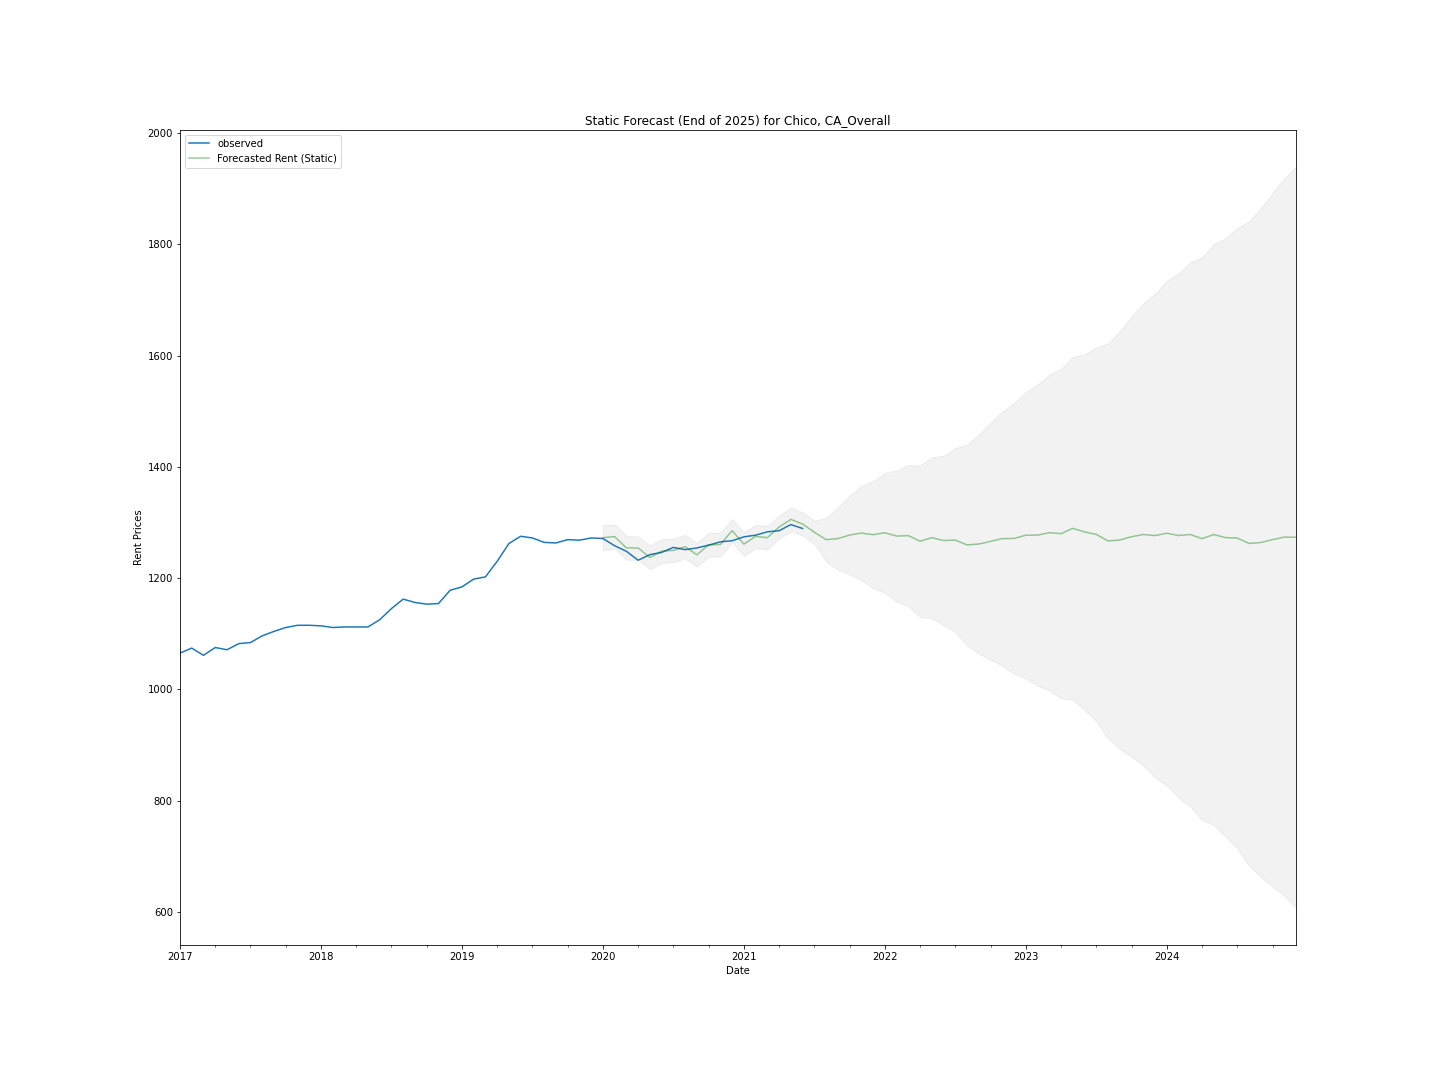 Static Forecast (End of 2025) for Chico, CA_Overall
observed
Forecasted Rent (Static)
2000
1800
1600
1400
1200
1000
800
600
Rent Prices
2017 2018 2019 2020 2021 2022 2023 2024
Date